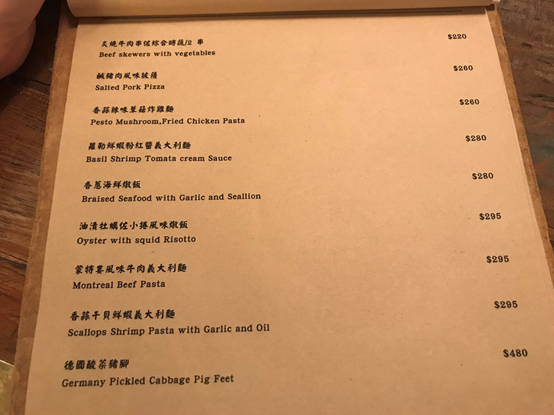 炙燒牛肉串佐綜合時蔬/2 串 $220
Beef skewers with vegetables
鹹豬肉風味披薩 $260
Salted Pork Pizza
香蒜辣味蕈菇炸雞麵 $260
Pesto Mushroom,Fried Chicken Pasta
羅勒鮮蝦粉紅醬義大利麵 $280
Basil Shrimp Tomata cream Sauce
香蔥海鮮燉飯 $280
Braised Seafood with Garlic and Seallion
油漬牡蠣佐小捲風味燉飯 $295
Oyster with squid Risotto
蒙特婁風味牛肉義大利麵 $295
Montreal Beef Pasta
香蒜干貝鮮蝦義大利麵 $295
Scallops Shrimp Pasta with Garlic and Oil
德國酸菜豬腳 $480
Germany Pickled Cabbage Pig Feet